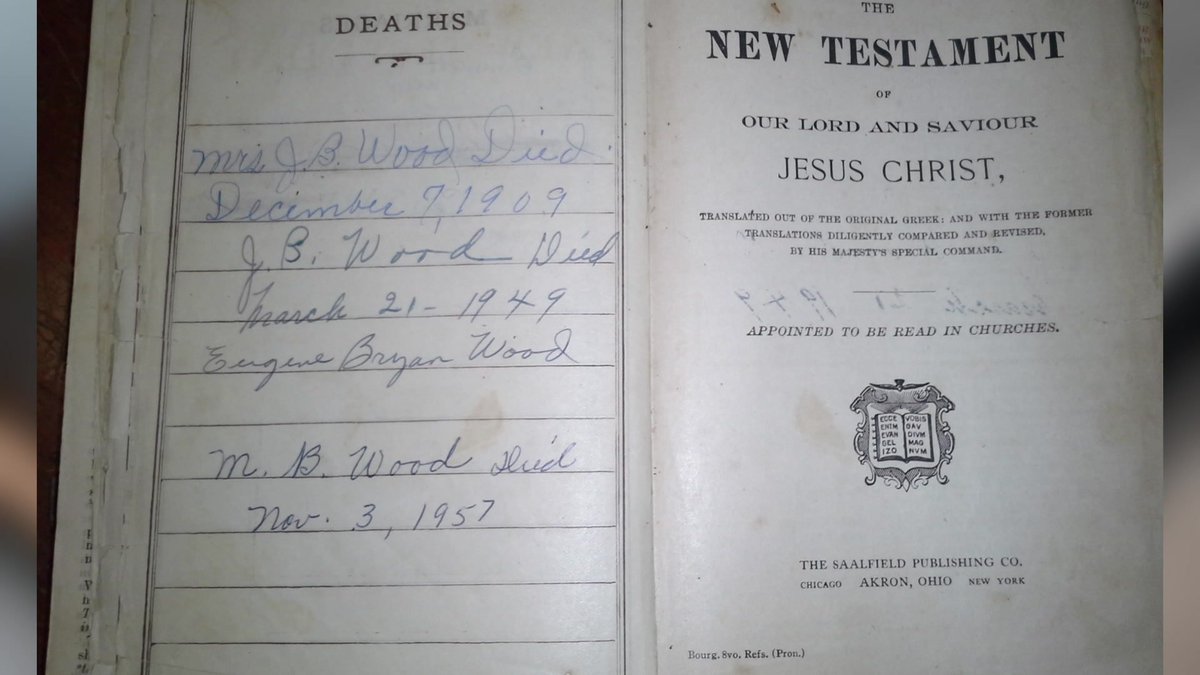 DEATHS
Mrs J.B. Wood Died.
December 7, 1909
J. B. Wood Died
March 21 - 1949
Eugene Bryan Wood
M. B. Wood Died
Nov. 3, 1957
THE
NEW TESTAMENT
OF
OUR LORD AND SAVIOUR
JESUS CHRIST,
TRANSLATED OUT OF THE ORIGINAL GREEK: AND WITH THE FORMER
TRANSLATIONS DILIGENTLY COMPARED AND REVISED,
BY HIS MAJESTY'S SPECIAL COMMAND.
APPOINTED TO BE READ IN CHURCHES.
ECCE VOBIS
ENIM GAV
EVAN DIVM
GEL MAG
IZO NVM
THE SAALFIELD PUBLISHING CO.
CHICAGO AKRON, OHIO NEW YORK
Bourg. 8vo. Refs. (Pron.)